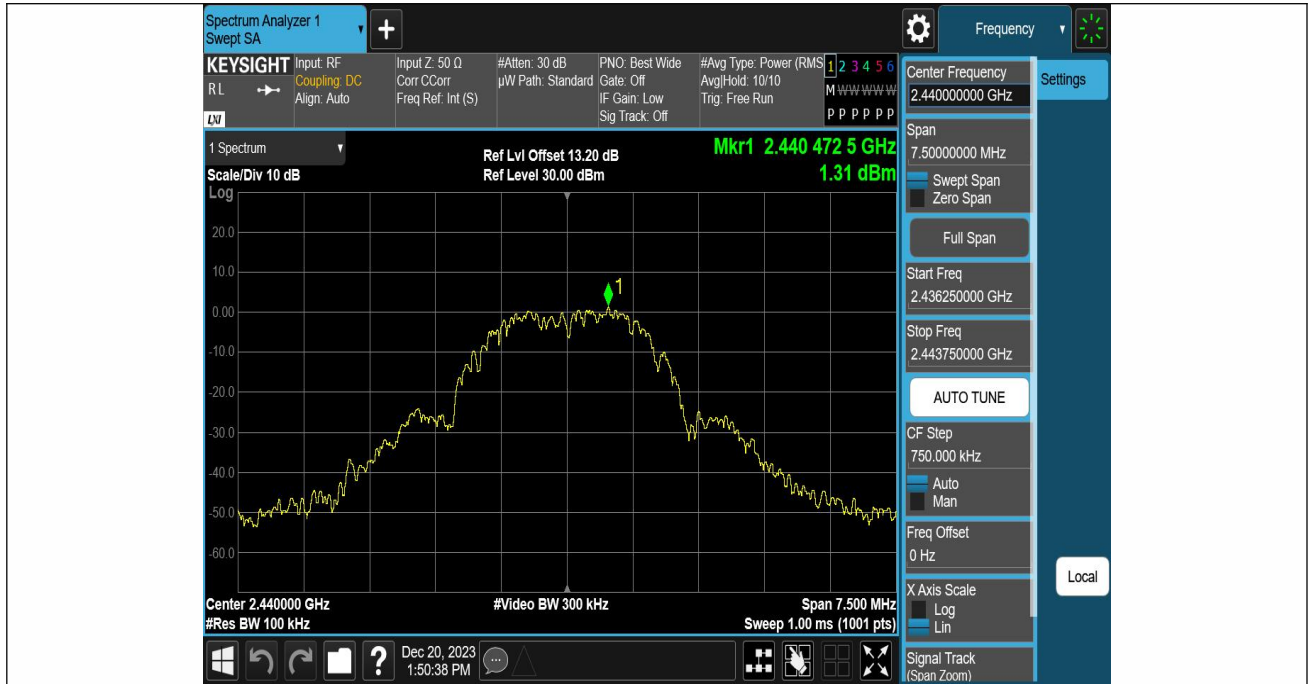 Spectrum Analyzer 1
Swept SA
Frequency
KEYSIGHT
RL
LXI
Input: RF
Coupling: DC
Align: Auto
Input Z: 50 Ω
Corr CCorr
Freq Ref: Int (S)
#Atten: 30 dB
µW Path: Standard
PNO: Best Wide
Gate: Off
IF Gain: Low
Sig Track: Off
#Avg Type: Power (RMS
Avg|Hold: 10/10
Trig: Free Run
1 2 3 4 5 6
M W W W W W
P P P P P P
1 Spectrum
Scale/Div 10 dB
Log
Ref Lvl Offset 13.20 dB
Ref Level 30.00 dBm
Mkr1 2.440 472 5 GHz
1.31 dBm
20.0
10.0
0.00
-10.0
-20.0
-30.0
-40.0
-50.0
-60.0
1
Center 2.440000 GHz
#Res BW 100 kHz
#Video BW 300 kHz
Span 7.500 MHz
Sweep 1.00 ms (1001 pts)
Dec 20, 2023
1:50:38 PM
Center Frequency
2.440000000 GHz
Span
7.50000000 MHz
Swept Span
Zero Span
Full Span
Start Freq
2.436250000 GHz
Stop Freq
2.443750000 GHz
AUTO TUNE
CF Step
750.000 kHz
Auto
Man
Freq Offset
0 Hz
X Axis Scale
Log
Lin
Signal Track
(Span Zoom)
Settings
Local